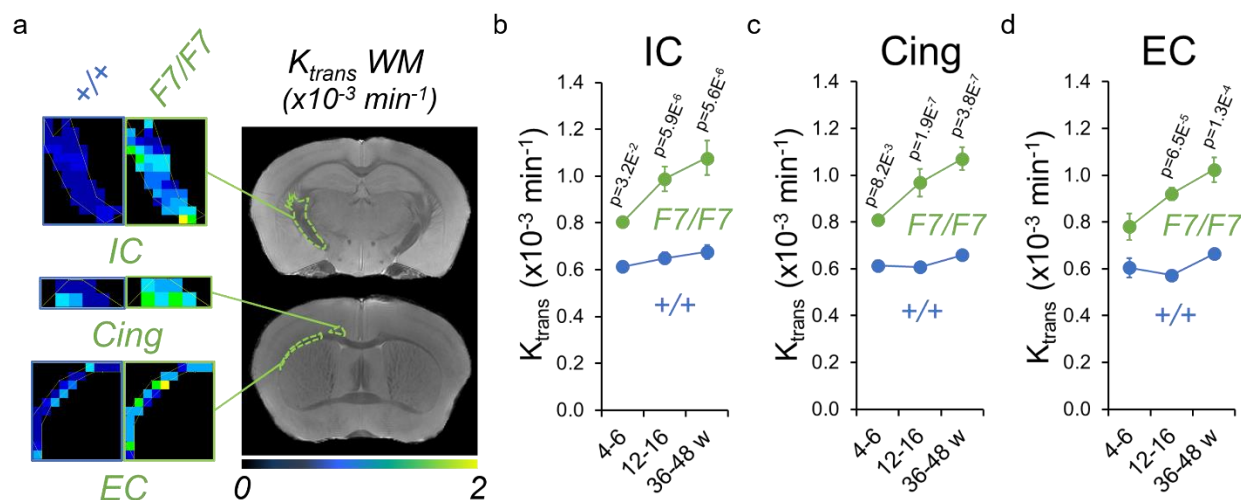 a
+/+
F7/F7
K_trans WM
(x10⁻³ min⁻¹)
IC
Cing
EC
0
2
b
IC
K_trans (x10⁻³ min⁻¹)
1.4
1.2
1.0
0.8
0.6
0.4
0.2
0.0
p=3.2E⁻²
p=5.9E⁻⁶
p=5.6E⁻⁶
F7/F7
+/+
4-6
12-16
36-48 w
c
Cing
K_trans (x10⁻³ min⁻¹)
1.4
1.2
1.0
0.8
0.6
0.4
0.2
0.0
p=8.2E⁻³
p=1.9E⁻⁷
p=3.8E⁻⁷
F7/F7
+/+
4-6
12-16
36-48 w
d
EC
K_trans (x10⁻³ min⁻¹)
1.4
1.2
1.0
0.8
0.6
0.4
0.2
0.0
p=6.5E⁻⁵
p=1.3E⁻⁴
F7/F7
+/+
4-6
12-16
36-48 w